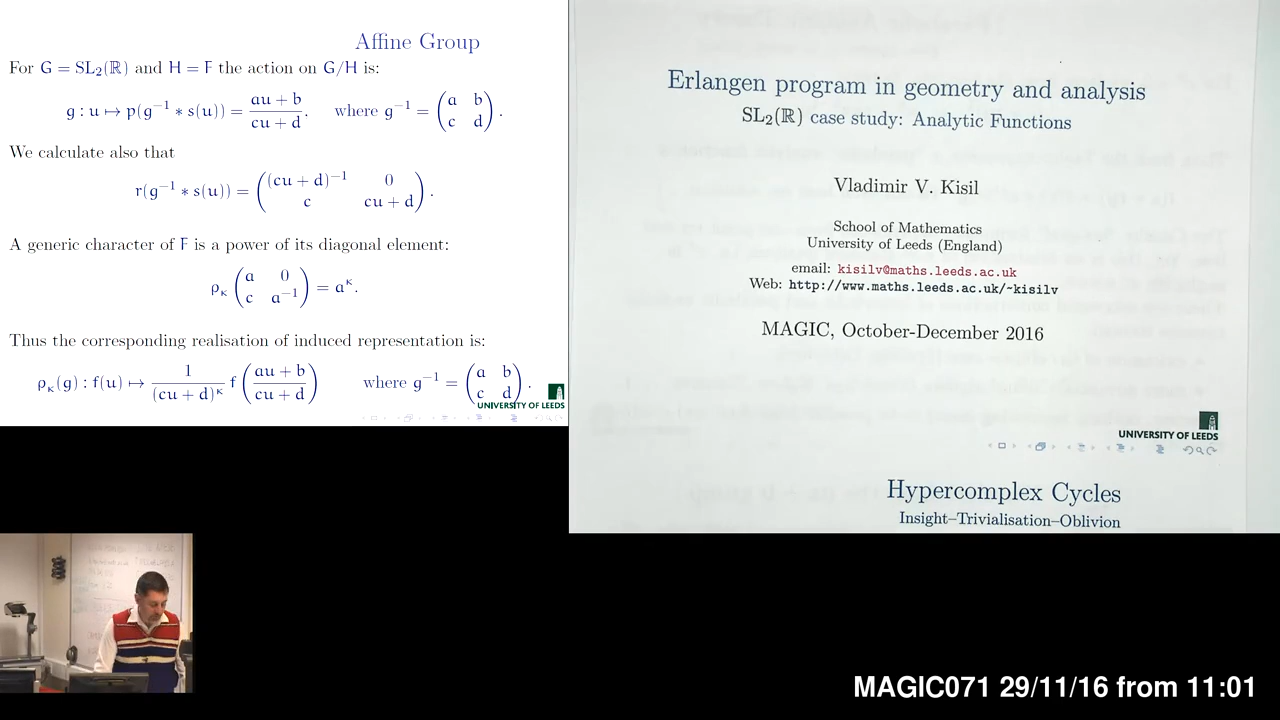 Affine Group
For G = SL₂(ℝ) and H = F the action on G/H is:
g : u ↦ p(g⁻¹ ∗ s(u)) = (au + b)/(cu + d), where g⁻¹ = (a b; c d).
We calculate also that
r(g⁻¹ ∗ s(u)) = ((cu + d)⁻¹ 0; c cu + d).
A generic character of F is a power of its diagonal element:
ρ_κ (a 0; c a⁻¹) = a^κ.
Thus the corresponding realisation of induced representation is:
ρ_κ(g) : f(u) ↦ 1/(cu + d)^κ f((au + b)/(cu + d)) where g⁻¹ = (a b; c d).
UNIVERSITY OF LEEDS
Erlangen program in geometry and analysis
SL₂(ℝ) case study: Analytic Functions
Vladimir V. Kisil
School of Mathematics
University of Leeds (England)
email: kisilv@maths.leeds.ac.uk
Web: http://www.maths.leeds.ac.uk/~kisilv
MAGIC, October-December 2016
UNIVERSITY OF LEEDS
Hypercomplex Cycles
Insight–Trivialisation–Oblivion
MAGIC071 29/11/16 from 11:01